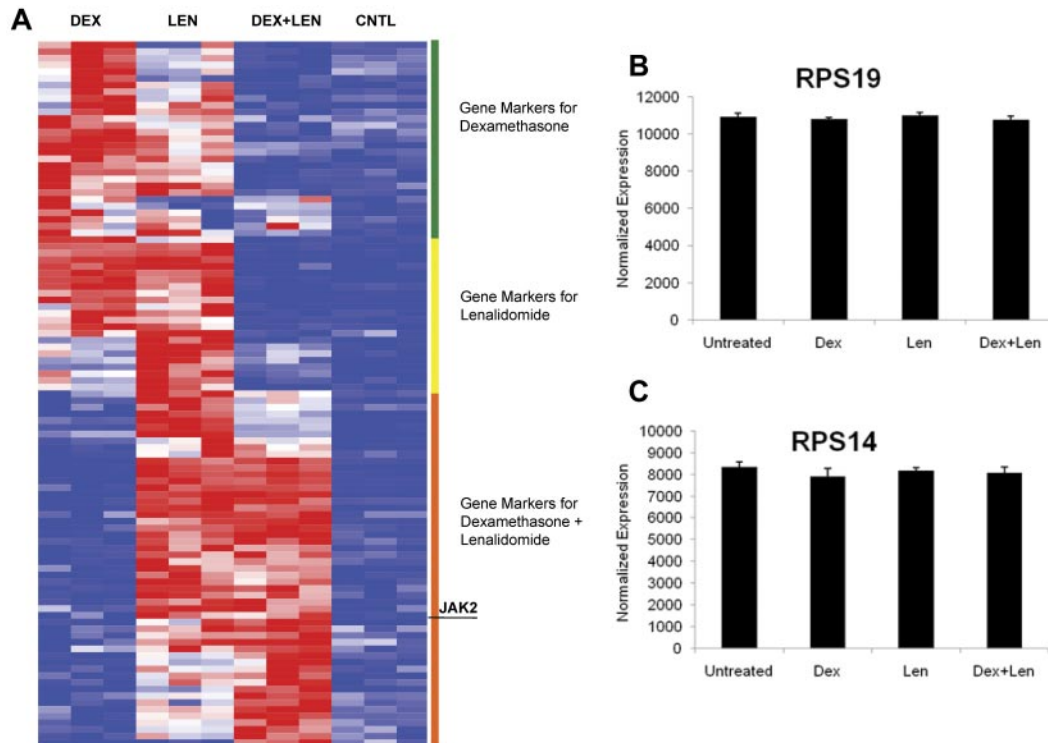 A
DEX LEN DEX+LEN CNTL
Gene Markers for
Dexamethasone
Gene Markers for
Lenalidomide
Gene Markers for
Dexamethasone +
Lenalidomide
JAK2
B
RPS19
Normalized Expression
12000
10000
8000
6000
4000
2000
0
Untreated Dex Len Dex+Len
C
RPS14
Normalized Expression
10000
9000
8000
7000
6000
5000
4000
3000
2000
1000
0
Untreated Dex Len Dex+Len